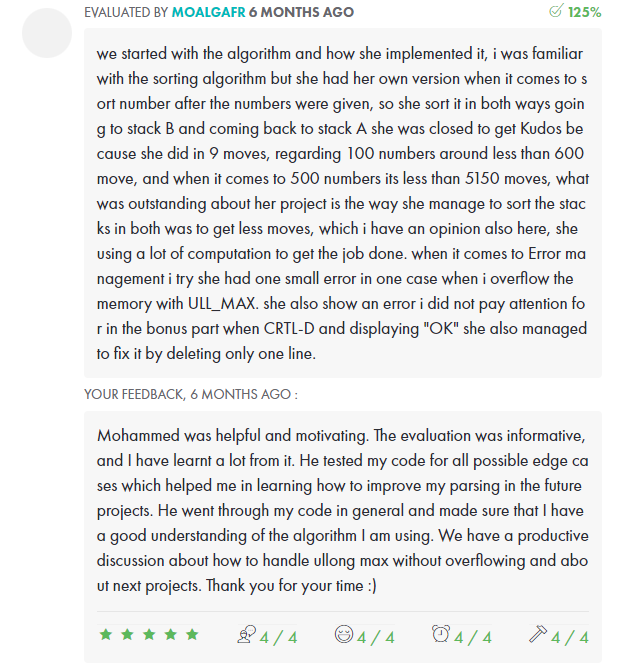 EVALUATED BY MOALGAFR 6 MONTHS AGO 125%
we started with the algorithm and how she implemented it, i was familiar
with the sorting algorithm but she had her own version when it comes to s
ort number after the numbers were given, so she sort it in both ways goin
g to stack B and coming back to stack A she was closed to get Kudos be
cause she did in 9 moves, regarding 100 numbers around less than 600
move, and when it comes to 500 numbers its less than 5150 moves, what
was outstanding about her project is the way she manage to sort the stac
ks in both was to get less moves, which i have an opinion also here, she
using a lot of computation to get the job done. when it comes to Error ma
nagement i try she had one small error in one case when i overflow the
memory with ULL_MAX. she also show an error i did not pay attention fo
r in the bonus part when CRTL-D and displaying "OK" she also managed
to fix it by deleting only one line.
YOUR FEEDBACK, 6 MONTHS AGO :
Mohammed was helpful and motivating. The evaluation was informative,
and I have learnt a lot from it. He tested my code for all possible edge ca
ses which helped me in learning how to improve my parsing in the future
projects. He went through my code in general and made sure that I have
a good understanding of the algorithm I am using. We have a productive
discussion about how to handle ullong max without overflowing and abo
ut next projects. Thank you for your time :)
4 / 4 4 / 4 4 / 4 4 / 4